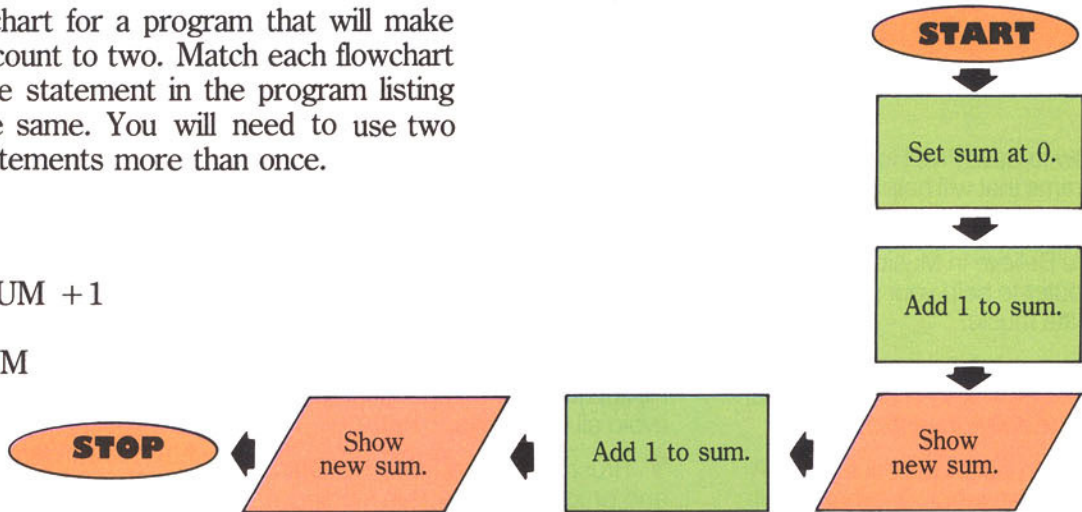 chart for a program that will make
count to two. Match each flowchart
e statement in the program listing
e same. You will need to use two
tements more than once.
UM +1
M
START
Set sum at 0.
Add 1 to sum.
Show
new sum.
Add 1 to sum.
Show
new sum.
STOP